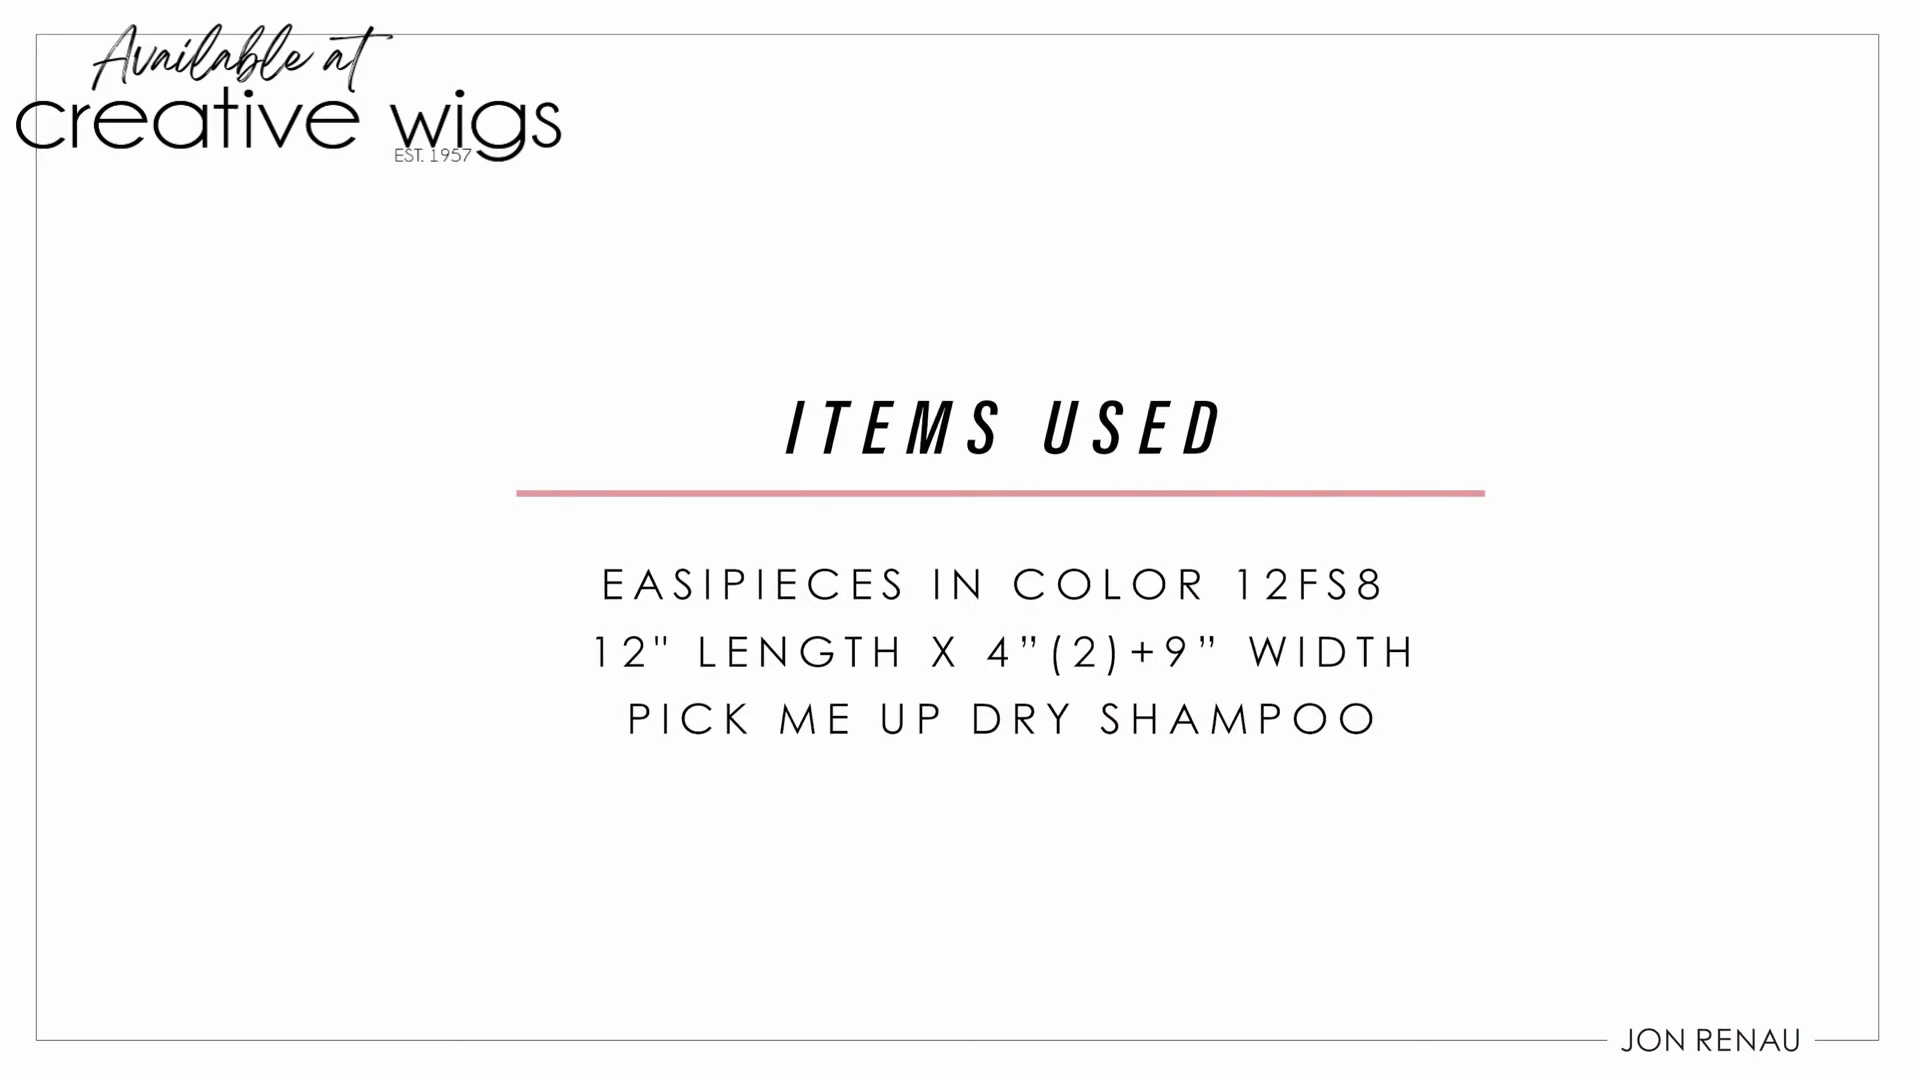 Available at
creative wigs
EST. 1957
ITEMS USED
EASIPIECES IN COLOR 12FS8
12" LENGTH X 4”(2)+9” WIDTH
PICK ME UP DRY SHAMPOO
JON RENAU